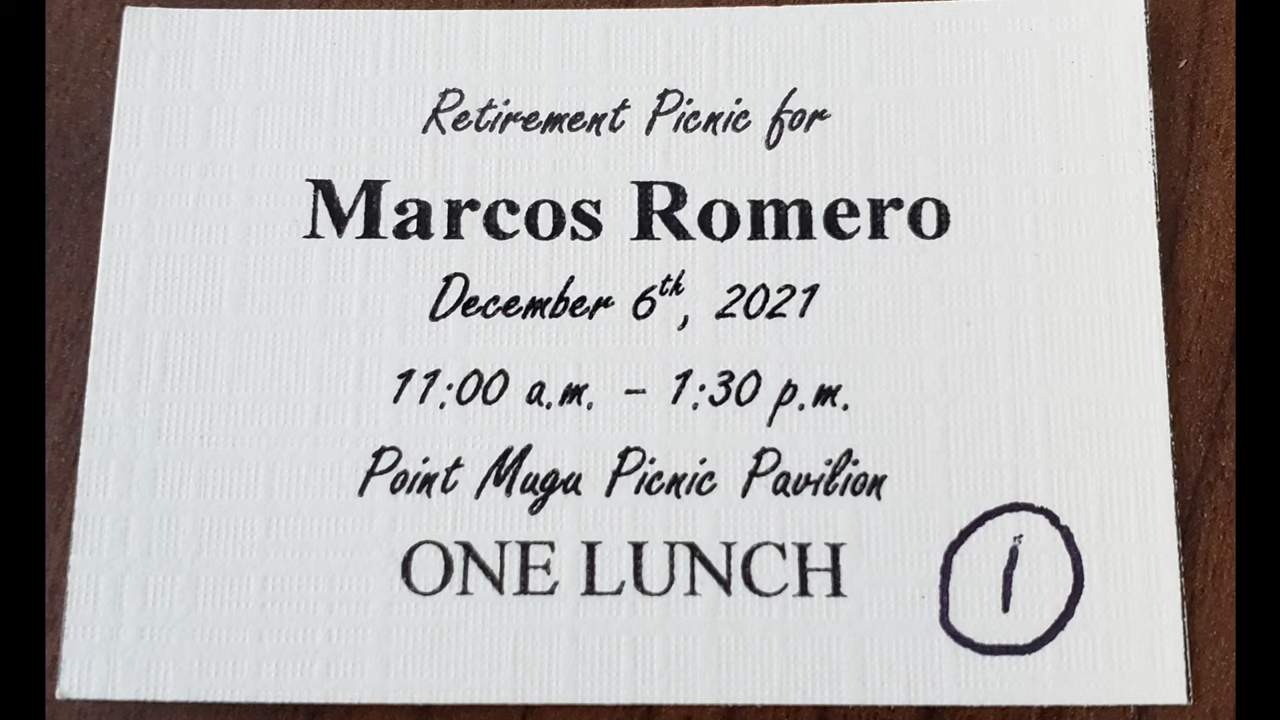 Retirement Picnic for
Marcos Romero
December 6th, 2021
11:00 a.m. – 1:30 p.m.
Point Mugu Picnic Pavilion
ONE LUNCH
1